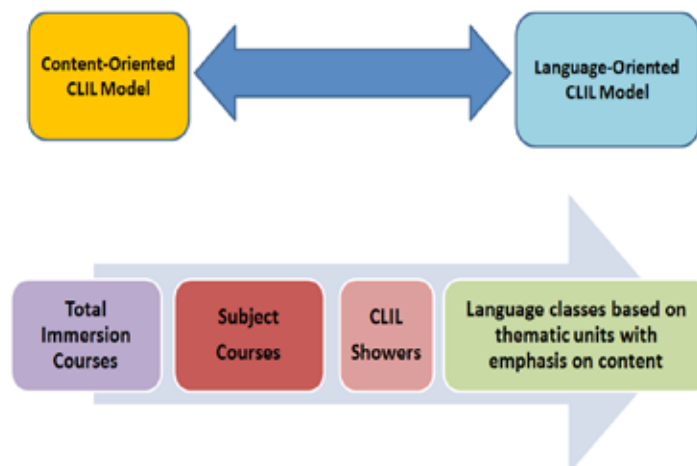 Content-Oriented
CLIL Model
Language-Oriented
CLIL Model
Total
Immersion
Courses
Subject
Courses
CLIL
Showers
Language classes based on
thematic units with
emphasis on content